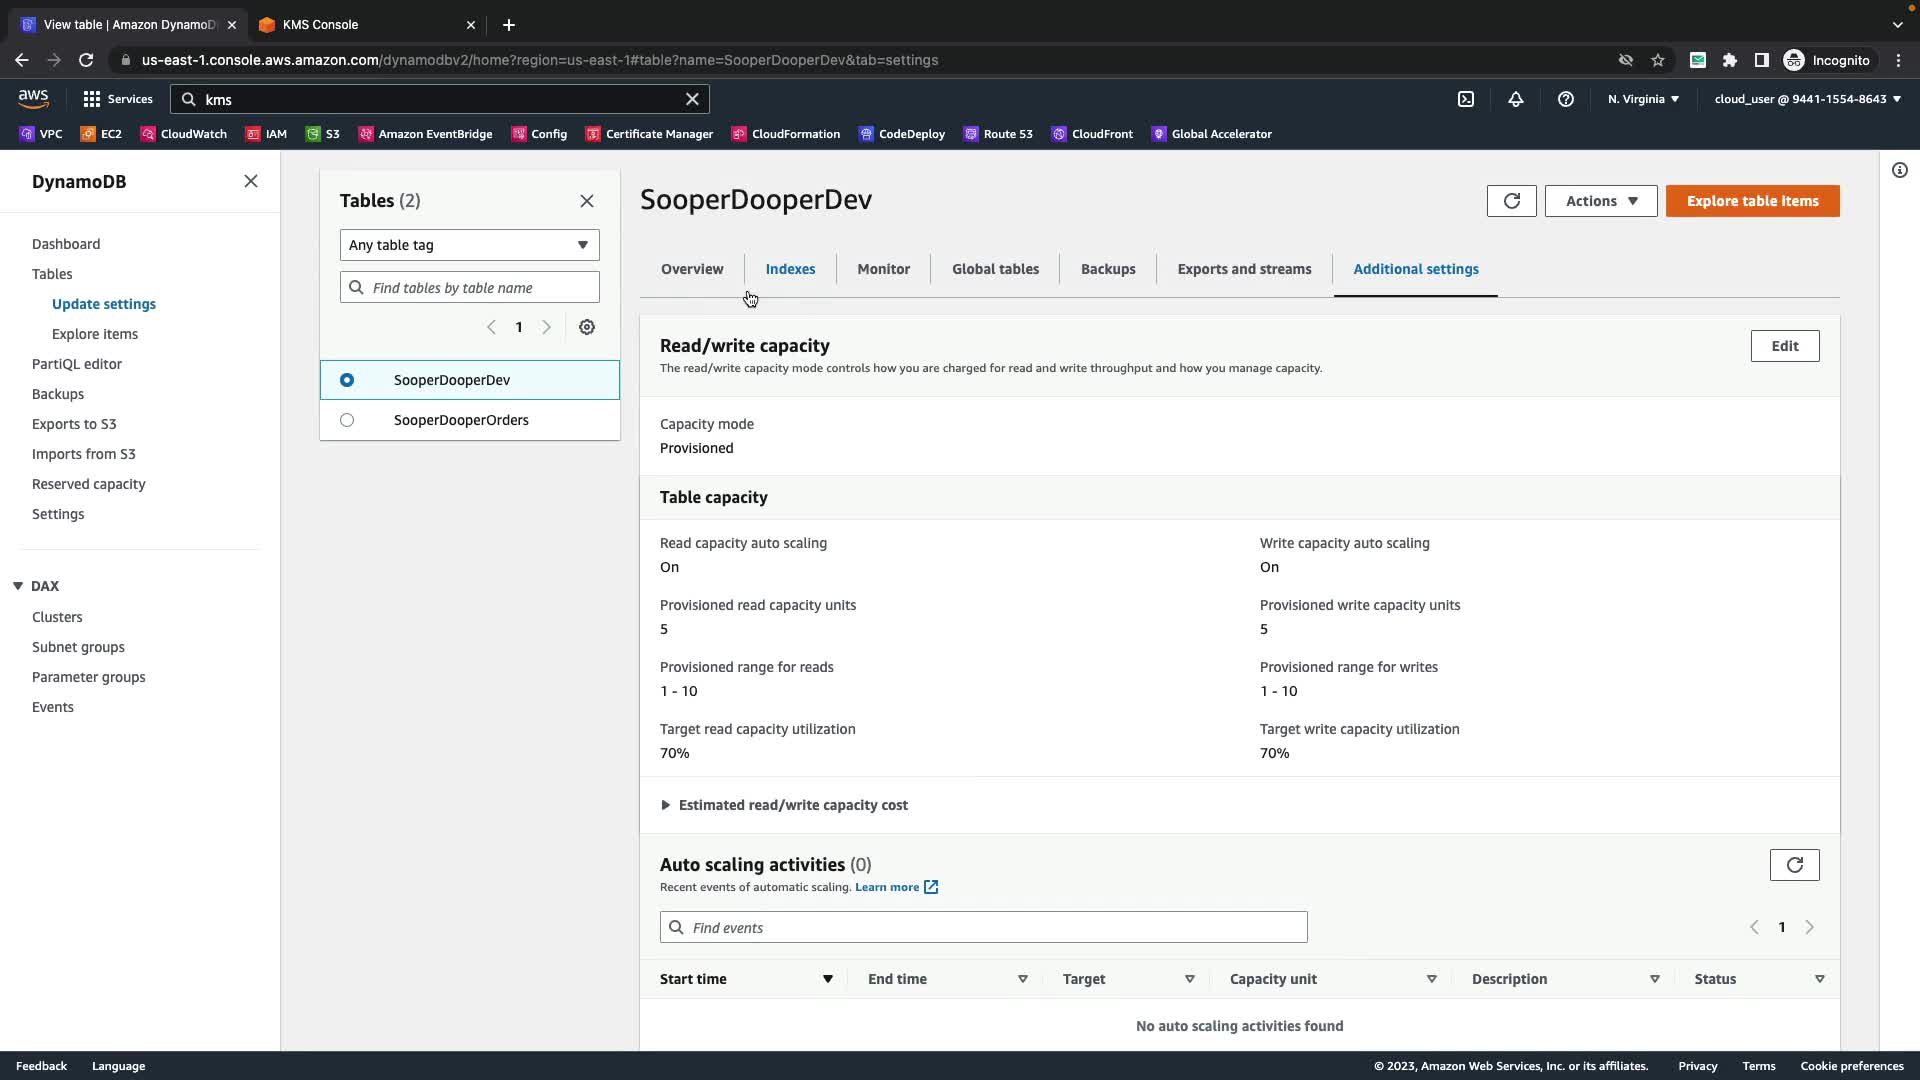 View table | Amazon DynamoD
KMS Console
us-east-1.console.aws.amazon.com/dynamodbv2/home?region=us-east-1#table?name=SooperDooperDev&tab=settings
Incognito
aws
Services
kms
N. Virginia
cloud_user @ 9441-1554-8643
VPC
EC2
CloudWatch
IAM
S3
Amazon EventBridge
Config
Certificate Manager
CloudFormation
CodeDeploy
Route 53
CloudFront
Global Accelerator
DynamoDB
Dashboard
Tables
Update settings
Explore items
PartiQL editor
Backups
Exports to S3
Imports from S3
Reserved capacity
Settings
DAX
Clusters
Subnet groups
Parameter groups
Events
Tables (2)
Any table tag
Find tables by table name
1
SooperDooperDev
SooperDooperOrders
SooperDooperDev
Actions
Explore table items
Overview
Indexes
Monitor
Global tables
Backups
Exports and streams
Additional settings
Read/write capacity
Edit
The read/write capacity mode controls how you are charged for read and write throughput and how you manage capacity.
Capacity mode
Provisioned
Table capacity
Read capacity auto scaling
On
Write capacity auto scaling
On
Provisioned read capacity units
5
Provisioned write capacity units
5
Provisioned range for reads
1 - 10
Provisioned range for writes
1 - 10
Target read capacity utilization
70%
Target write capacity utilization
70%
Estimated read/write capacity cost
Auto scaling activities (0)
Recent events of automatic scaling. Learn more
Find events
1
Start time
End time
Target
Capacity unit
Description
Status
No auto scaling activities found
Feedback
Language
© 2023, Amazon Web Services, Inc. or its affiliates.
Privacy
Terms
Cookie preferences